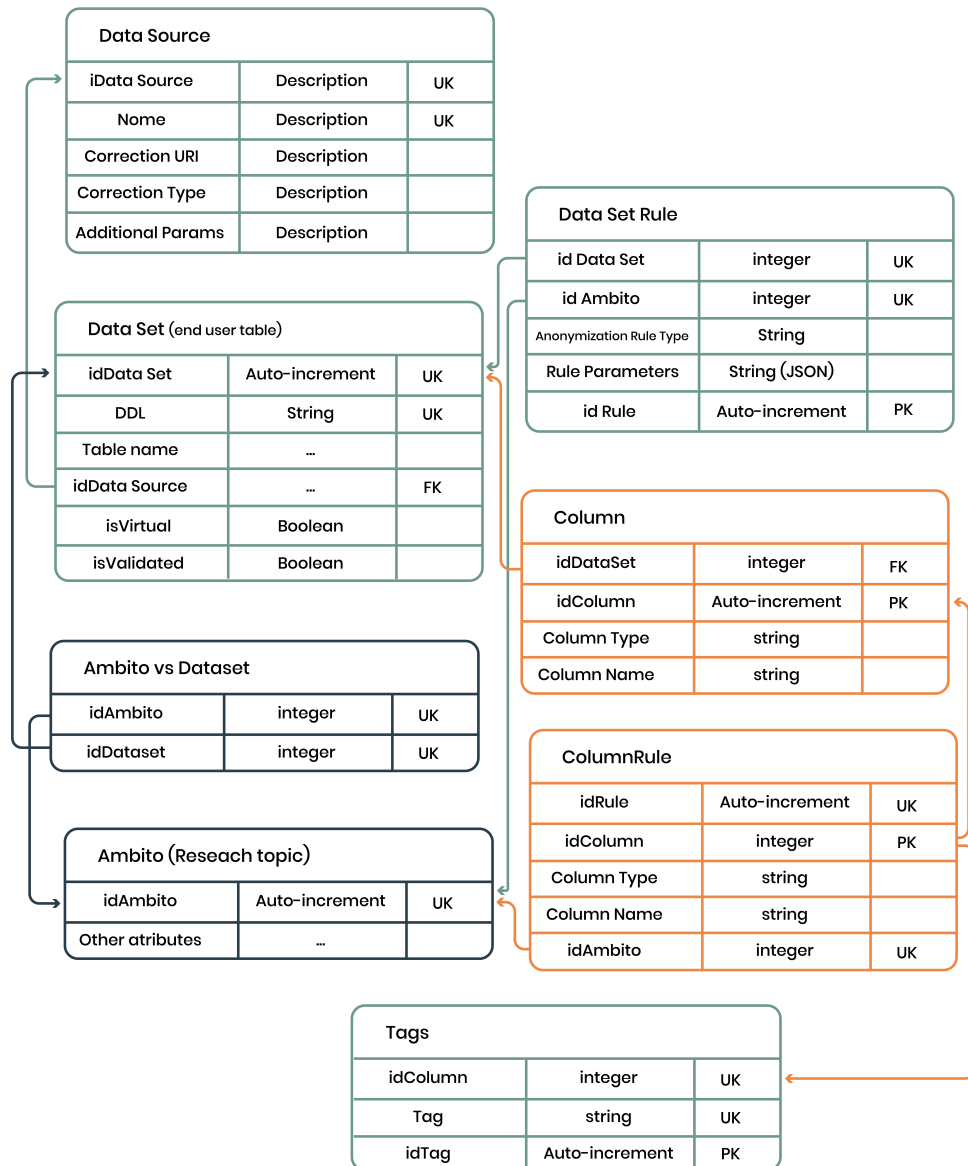 Data Source
iData Source Description UK
Nome Description UK
Correction URI Description
Correction Type Description
Additional Params Description
Data Set Rule
id Data Set integer UK
id Ambito integer UK
Anonymization Rule Type String
Rule Parameters String (JSON)
id Rule Auto-increment PK
Data Set (end user table)
idData Set Auto-increment UK
DDL String UK
Table name ...
idData Source ... FK
isVirtual Boolean
isValidated Boolean
Column
idDataSet integer FK
idColumn Auto-increment PK
Column Type string
Column Name string
Ambito vs Dataset
idAmbito integer UK
idDataset integer UK
ColumnRule
idRule Auto-increment UK
idColumn integer PK
Column Type string
Column Name string
idAmbito integer UK
Ambito (Reseach topic)
idAmbito Auto-increment UK
Other atributes ...
Tags
idColumn integer UK
Tag string UK
idTag Auto-increment PK